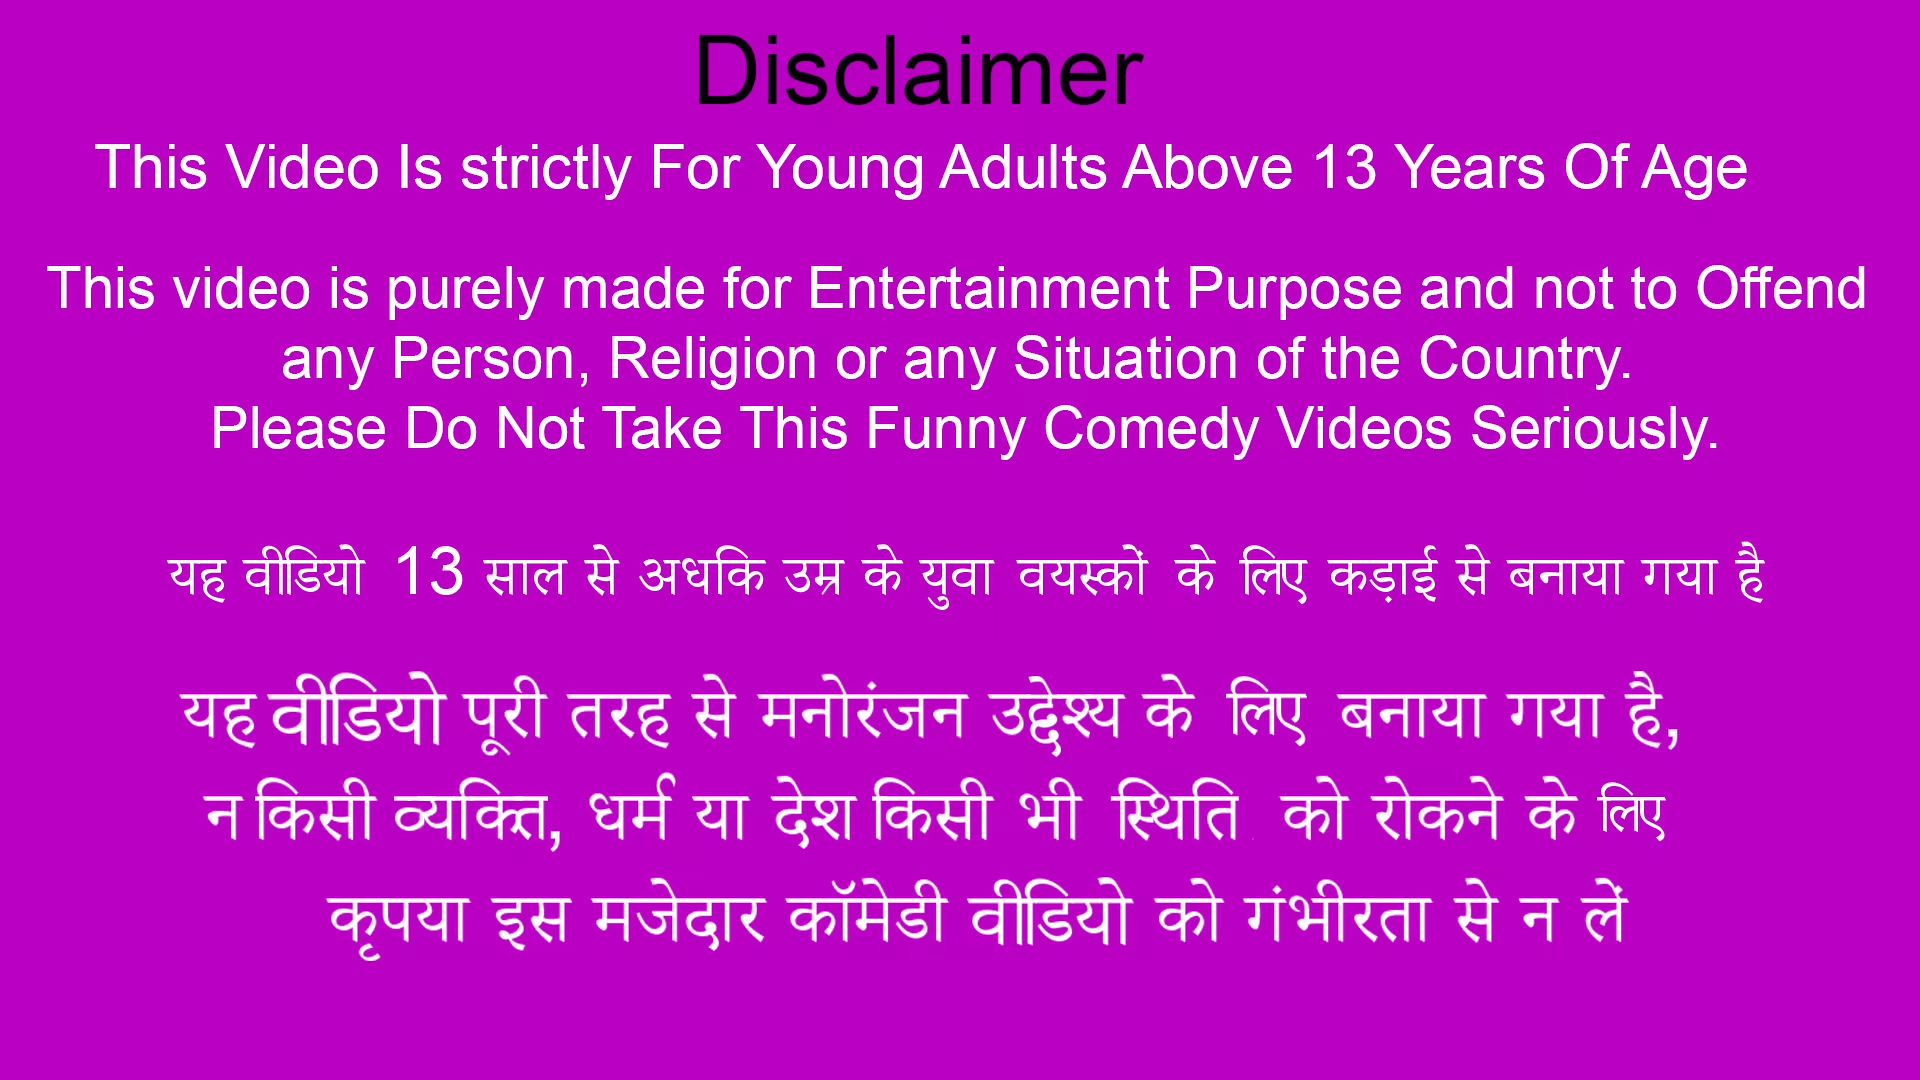 Disclaimer
This Video Is strictly For Young Adults Above 13 Years Of Age
This video is purely made for Entertainment Purpose and not to Offend
any Person, Religion or any Situation of the Country.
Please Do Not Take This Funny Comedy Videos Seriously.
यह वीडियो 13 साल से अधकि उम्र के युवा वयस्कों के लिए कड़ाई से बनाया गया है
यह वीडियो पूरी तरह से मनोरंजन उद्देश्य के लिए बनाया गया है,
न किसी व्यक्ति, धर्म या देश किसी भी स्थिति को रोकने के लिए
कृपया इस मजेदार कॉमेडी वीडियो को गंभीरता से न लें